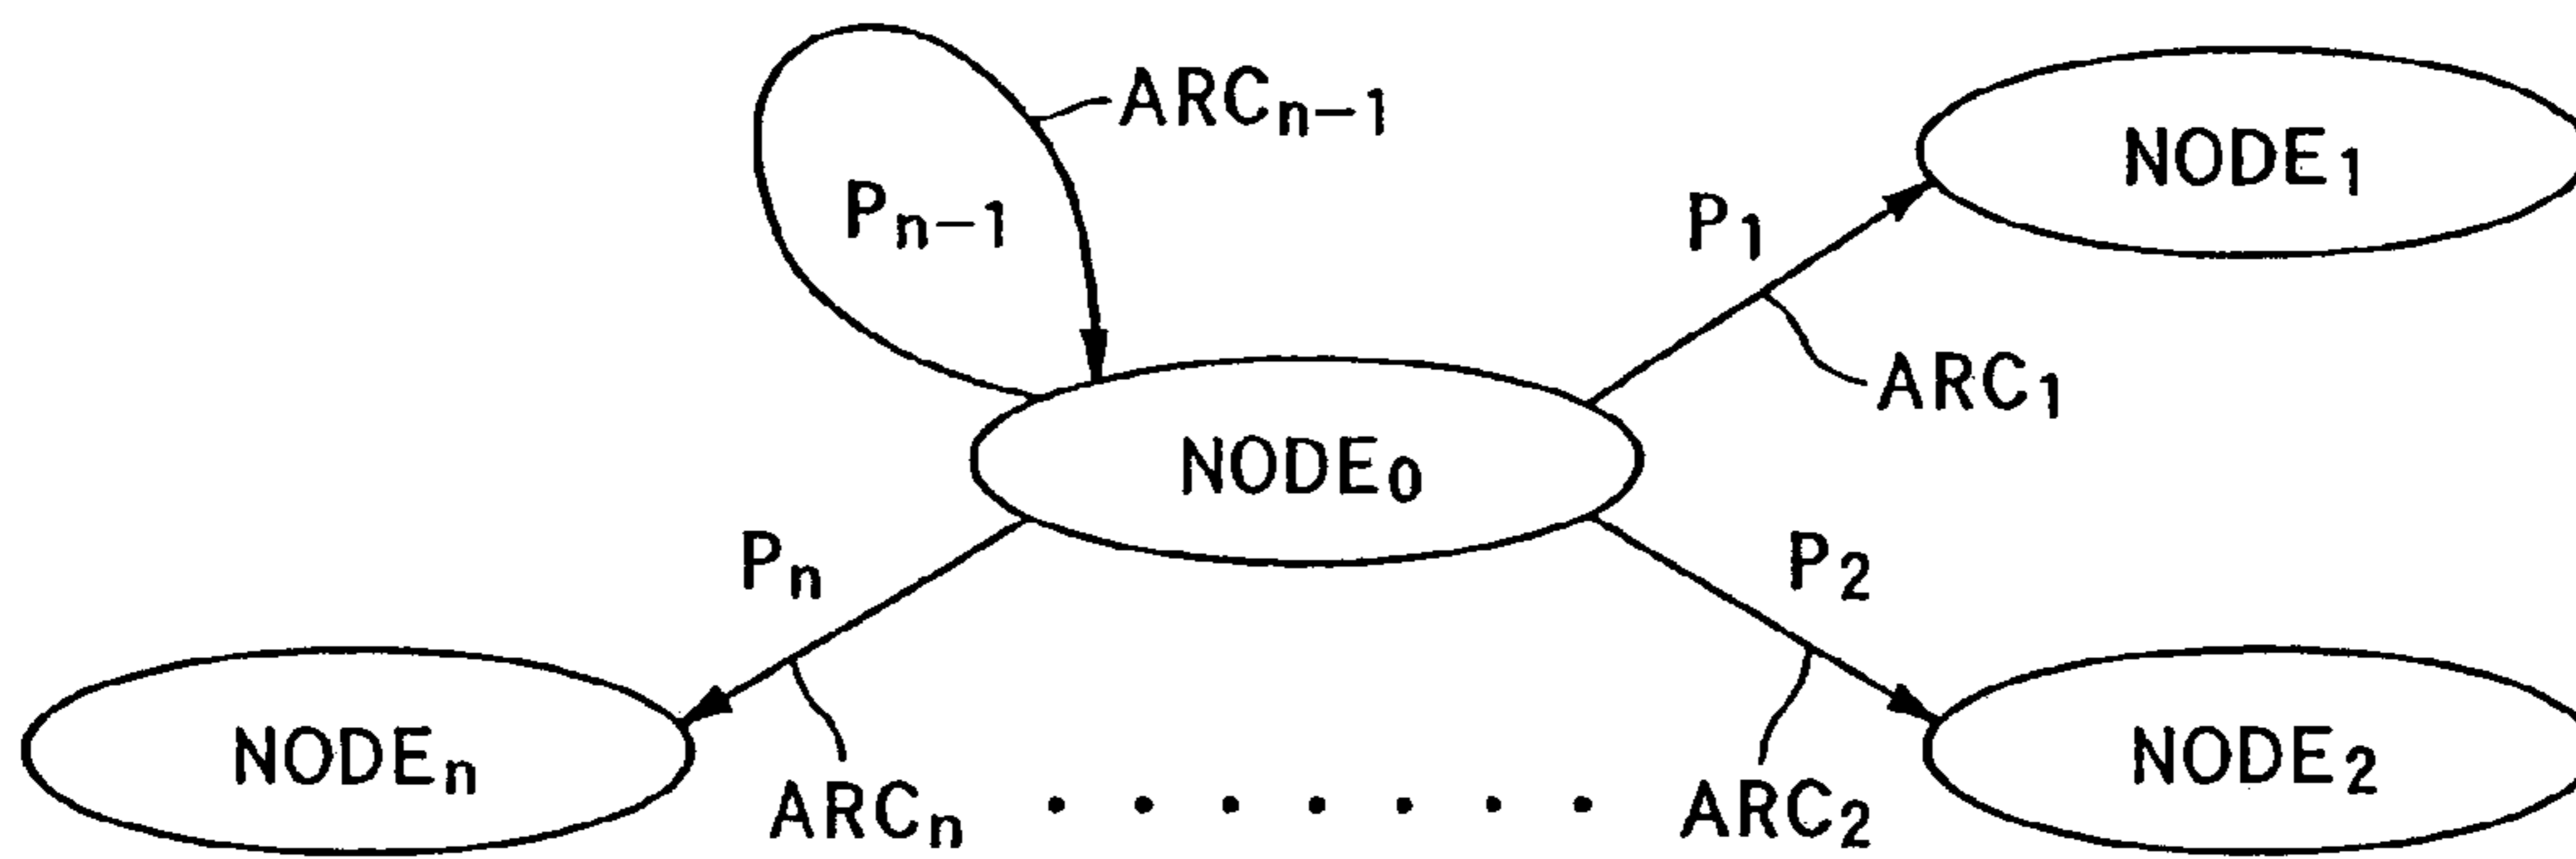 ARCn-1
NODE1
Pn-1
P1
ARC1
NODE0
Pn
P2
NODEn
NODE2
ARCn · · · · · · · ARC2